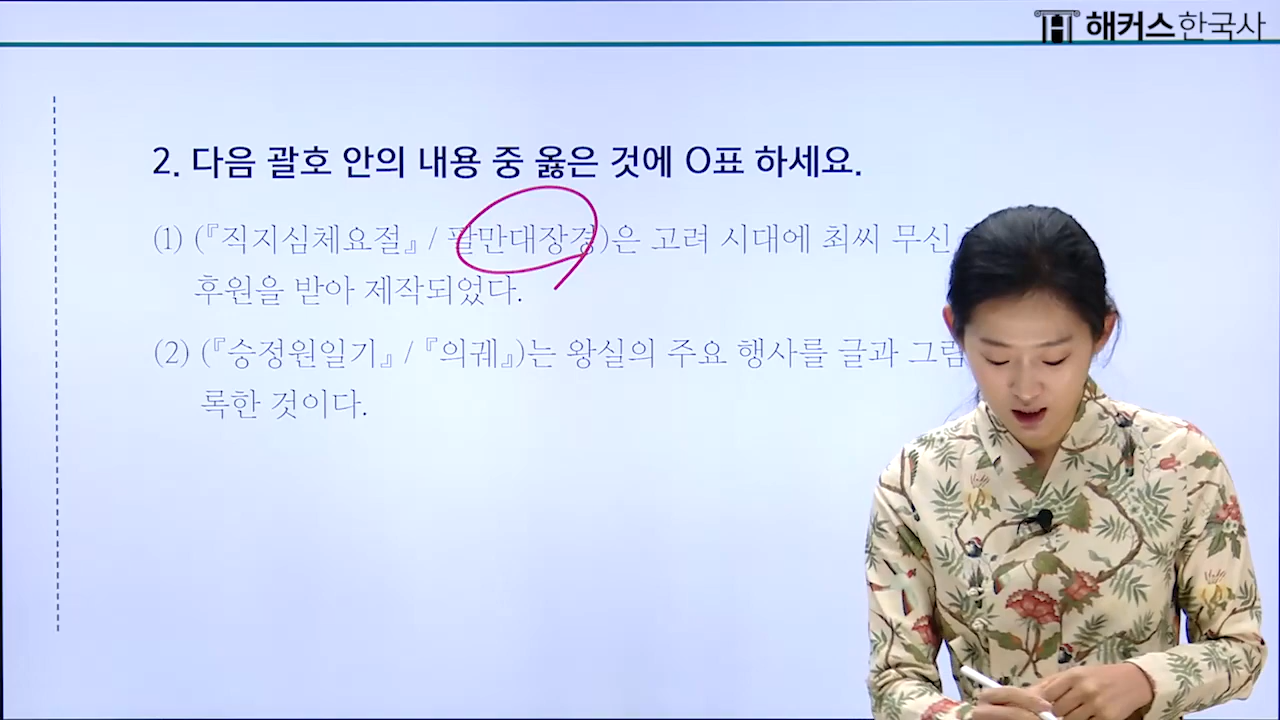 해커스한국사
2. 다음 괄호 안의 내용 중 옳은 것에 O표 하세요.
(1) (『직지심체요절』 / 팔만대장경)은 고려 시대에 최씨 무신
후원을 받아 제작되었다.
(2) (『승정원일기』 / 『의궤』)는 왕실의 주요 행사를 글과 그림
록한 것이다.